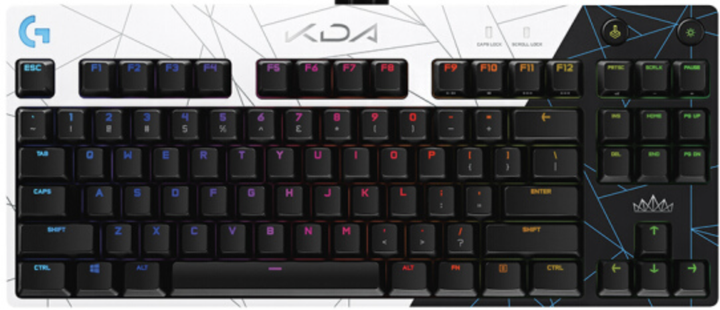 G KDA CAPS LOCK SCROLL LOCK
ESC F1 F2 F3 F4 F5 F6 F7 F8 F9 F10 F11 F12 PRTSC SCRLK PAUSE
1 2 3 4 5 6 7 8 9 0 INS HOME PG UP
TAB Q W E R T Y U I O P DEL END PG DN
CAPS A S D F G H J K L ENTER
SHIFT Z X C V B N M ? / SHIFT
CTRL ALT ALT FN CTRL